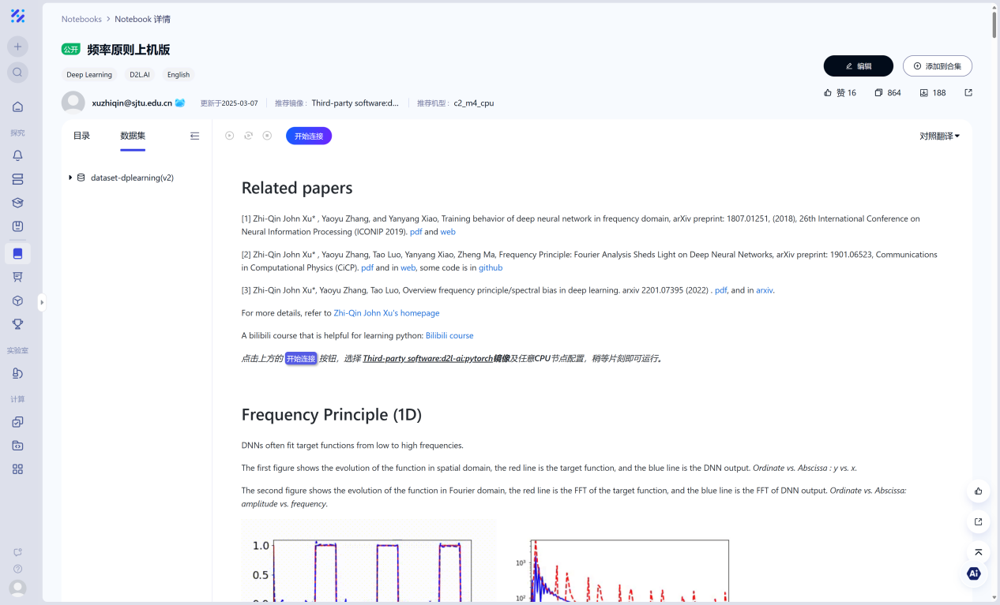 Notebooks > Notebook 详情
公开 频率原则上机版
Deep Learning D2L.AI English
编辑 添加到合集
xuzhiqin@sjtu.edu.cn 更新于2025-03-07 推荐镜像 : Third-party software:d... 推荐机型 : c2_m4_cpu
赞 16 864 188
探究
实验室
计算
目录 数据集
开始连接 对照翻译
dataset-dplearning(v2)
Related papers
[1] Zhi-Qin John Xu* , Yaoyu Zhang, and Yanyang Xiao, Training behavior of deep neural network in frequency domain, arXiv preprint: 1807.01251, (2018), 26th International Conference on
Neural Information Processing (ICONIP 2019). pdf and web
[2] Zhi-Qin John Xu* , Yaoyu Zhang, Tao Luo, Yanyang Xiao, Zheng Ma, Frequency Principle: Fourier Analysis Sheds Light on Deep Neural Networks, arXiv preprint: 1901.06523, Communications
in Computational Physics (CiCP). pdf and in web, some code is in github
[3] Zhi-Qin John Xu*, Yaoyu Zhang, Tao Luo, Overview frequency principle/spectral bias in deep learning. arxiv 2201.07395 (2022) . pdf, and in arxiv.
For more details, refer to Zhi-Qin John Xu's homepage
A bilibili course that is helpful for learning python: Bilibili course
点击上方的 开始连接 按钮，选择 Third-party software:d2l-ai:pytorch镜像及任意CPU节点配置，稍等片刻即可运行。
Frequency Principle (1D)
DNNs often fit target functions from low to high frequencies.
The first figure shows the evolution of the function in spatial domain, the red line is the target function, and the blue line is the DNN output. Ordinate vs. Abscissa : y vs. x.
The second figure shows the evolution of the function in Fourier domain, the red line is the FFT of the target function, and the blue line is the FFT of DNN output. Ordinate vs. Abscissa:
amplitude vs. frequency.
1.0
0.5
10³
10²
Ai